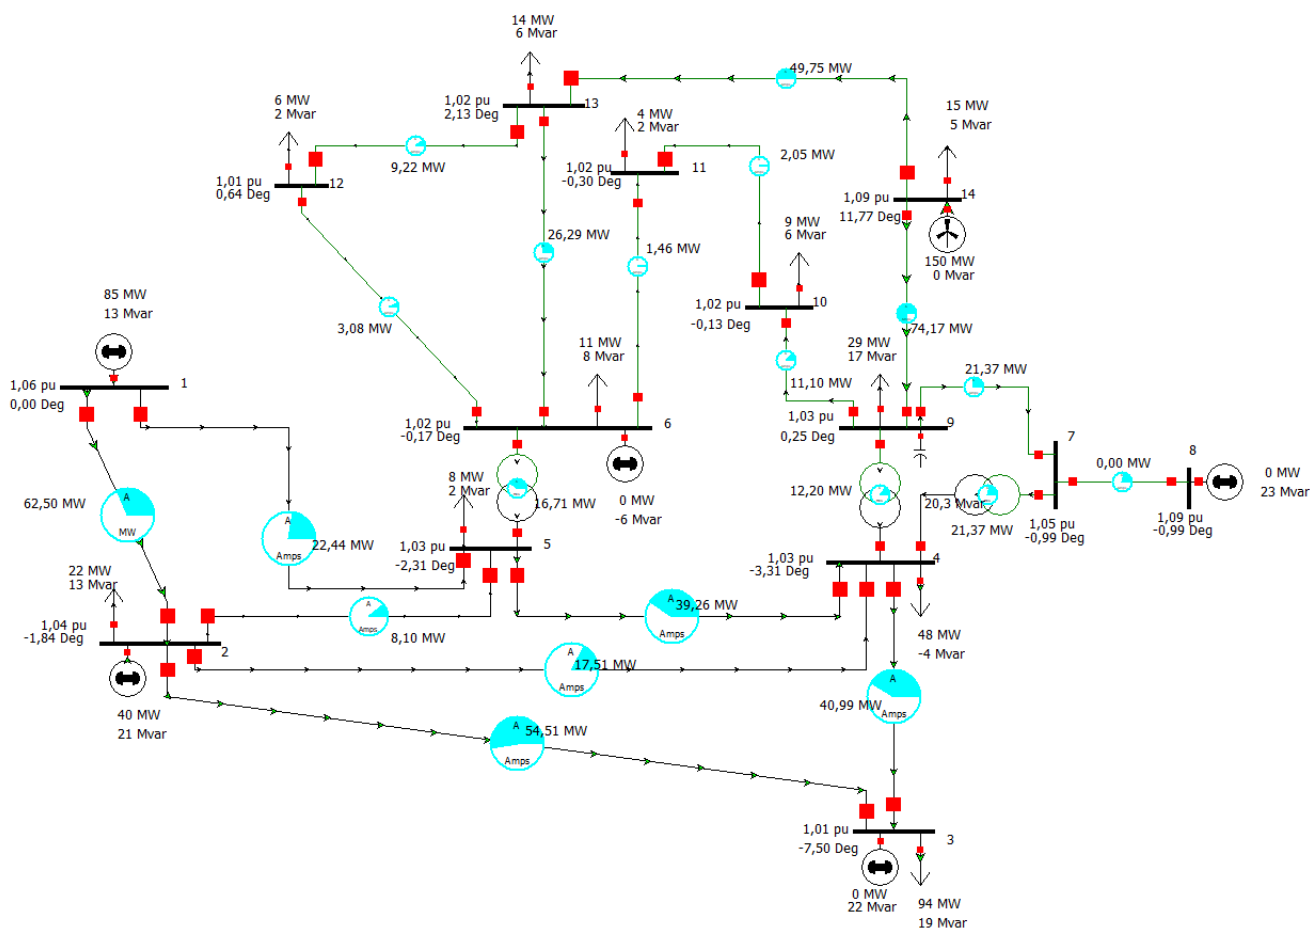 14 MW
6 Mvar
49,75 MW
1,02 pu
2,13 Deg
13
6 MW
2 Mvar
9,22 MW
1,01 pu
0,64 Deg
12
4 MW
2 Mvar
2,05 MW
1,02 pu
-0,30 Deg
11
15 MW
5 Mvar
1,09 pu
11,77 Deg
14
150 MW
0 Mvar
26,29 MW
1,46 MW
9 MW
6 Mvar
1,02 pu
-0,13 Deg
10
74,17 MW
3,08 MW
85 MW
13 Mvar
1,06 pu
0,00 Deg
1
11 MW
8 Mvar
11,10 MW
29 MW
17 Mvar
21,37 MW
1,02 pu
-0,17 Deg
6
1,03 pu
0,25 Deg
9
7
8
0,00 MW
0 MW
23 Mvar
0 MW
-6 Mvar
8 MW
2 Mvar
16,71 MW
12,20 MW
20,3 Mvar
21,37 MW
1,05 pu
-0,99 Deg
1,09 pu
-0,99 Deg
62,50 MW
A
MW
A
22,44 MW
Amps
1,03 pu
-2,31 Deg
5
1,03 pu
-3,31 Deg
4
22 MW
13 Mvar
A
Amps
8,10 MW
A
39,26 MW
Amps
1,04 pu
-1,84 Deg
2
48 MW
-4 Mvar
A
17,51 MW
Amps
A
40,99 MW
Amps
40 MW
21 Mvar
A
54,51 MW
Amps
1,01 pu
-7,50 Deg
3
0 MW
22 Mvar
94 MW
19 Mvar